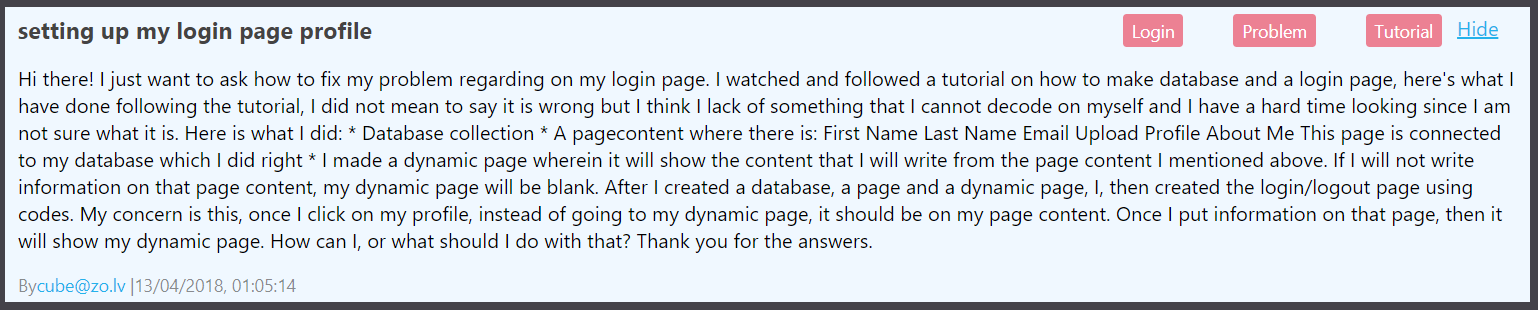 setting up my login page profile
Login Problem Tutorial Hide
Hi there! I just want to ask how to fix my problem regarding on my login page. I watched and followed a tutorial on how to make database and a login page, here's what I
have done following the tutorial, I did not mean to say it is wrong but I think I lack of something that I cannot decode on myself and I have a hard time looking since I am
not sure what it is. Here is what I did: * Database collection * A pagecontent where there is: First Name Last Name Email Upload Profile About Me This page is connected
to my database which I did right * I made a dynamic page wherein it will show the content that I will write from the page content I mentioned above. If I will not write
information on that page content, my dynamic page will be blank. After I created a database, a page and a dynamic page, I, then created the login/logout page using
codes. My concern is this, once I click on my profile, instead of going to my dynamic page, it should be on my page content. Once I put information on that page, then it
will show my dynamic page. How can I, or what should I do with that? Thank you for the answers.
Bycube@zo.lv |13/04/2018, 01:05:14